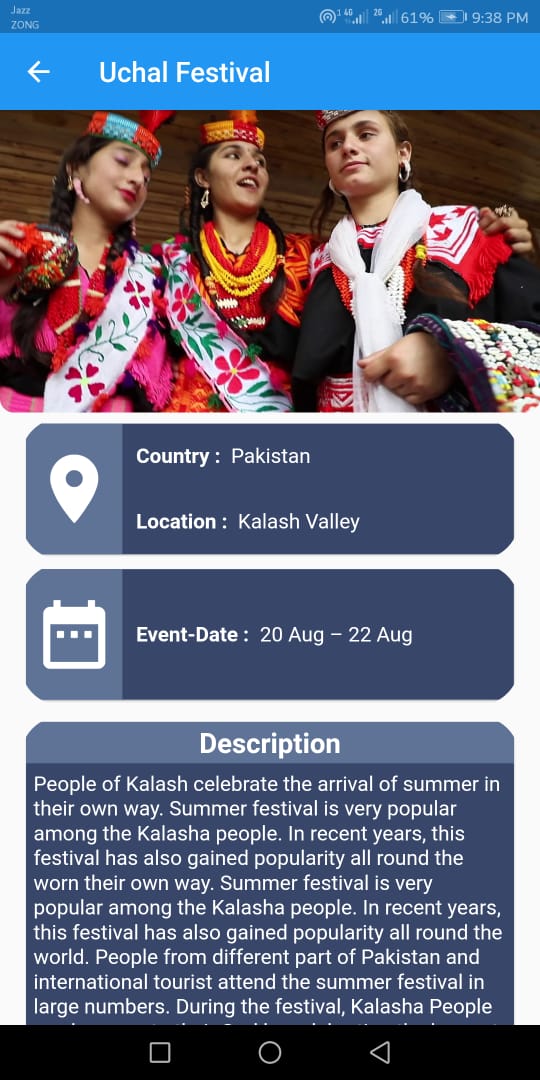 Jazz
ZONG
1 4G 2G 61% 9:38 PM
Uchal Festival
Country : Pakistan
Location : Kalash Valley
Event-Date : 20 Aug – 22 Aug
Description
People of Kalash celebrate the arrival of summer in
their own way. Summer festival is very popular
among the Kalasha people. In recent years, this
festival has also gained popularity all round the
worn their own way. Summer festival is very
popular among the Kalasha people. In recent years,
this festival has also gained popularity all round the
world. People from different part of Pakistan and
international tourist attend the summer festival in
large numbers. During the festival, Kalasha People